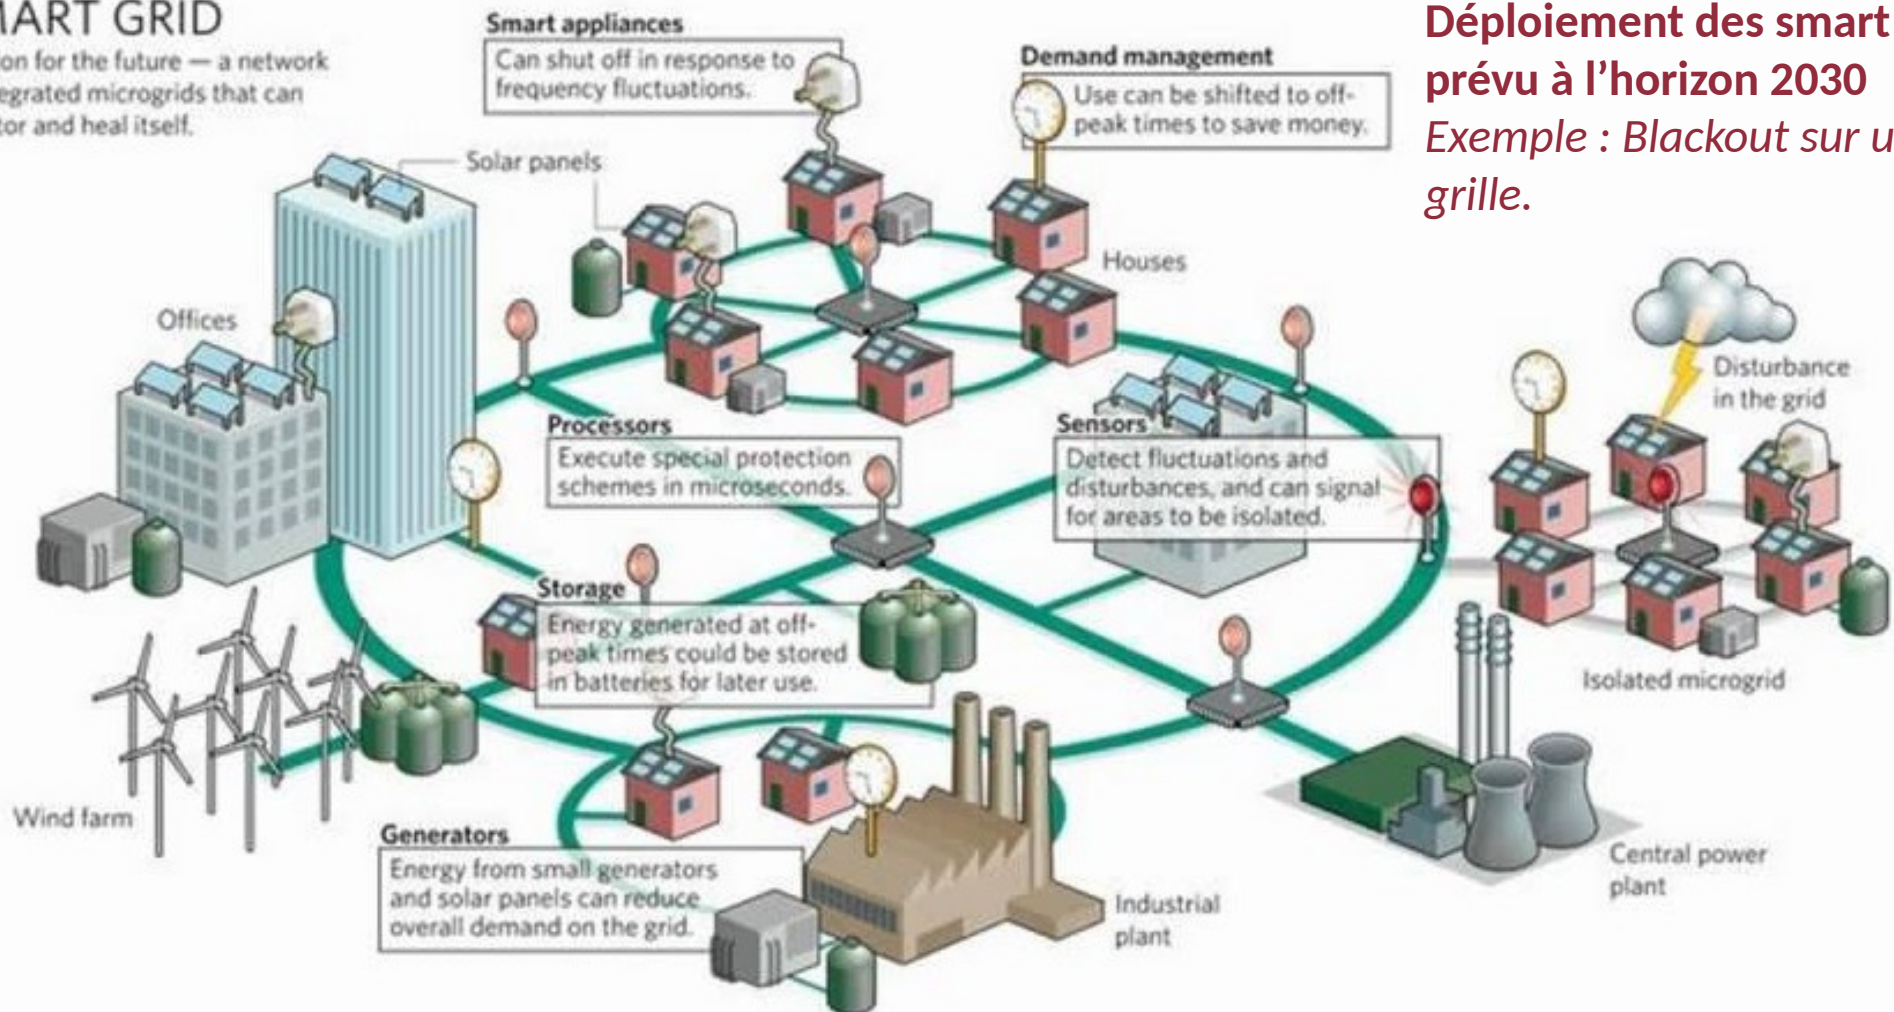 MART GRID
on for the future — a network
egrated microgrids that can
tor and heal itself.
Smart appliances
Can shut off in response to
frequency fluctuations.
Demand management
Use can be shifted to off-
peak times to save money.
Déploiement des smart
prévu à l’horizon 2030
Exemple : Blackout sur u
grille.
Solar panels
Houses
Offices
Disturbance
in the grid
Processors
Execute special protection
schemes in microseconds.
Sensors
Detect fluctuations and
disturbances, and can signal
for areas to be isolated.
Storage
Energy generated at off-
peak times could be stored
in batteries for later use.
Isolated microgrid
Wind farm
Generators
Energy from small generators
and solar panels can reduce
overall demand on the grid.
Industrial
plant
Central power
plant